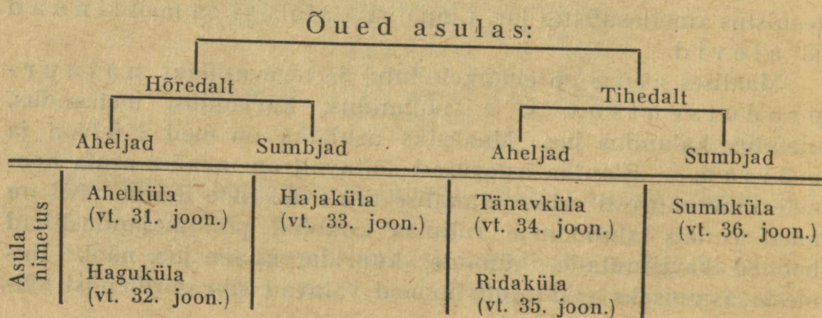 Õued asulas:
Hõredalt
Tihedalt
Aheljad
Sumbjad
Aheljad
Sumbjad
Asula
nimetus
Ahelküla
(vt. 31. joon.)
Haguküla
(vt. 32. joon.)
Hajaküla
(vt. 33. joon.)
Tänavküla
(vt. 34. joon.)
Ridaküla
(vt. 35. joon.)
Sumbküla
(vt. 36. joon.)